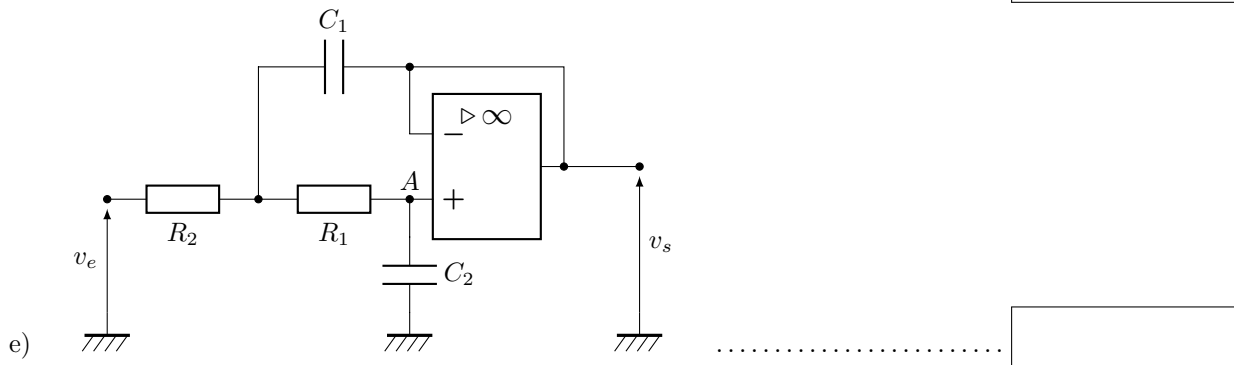 C₁
▷ ∞
−
A
+
R₂
R₁
vₑ
C₂
vₛ
e) ........................